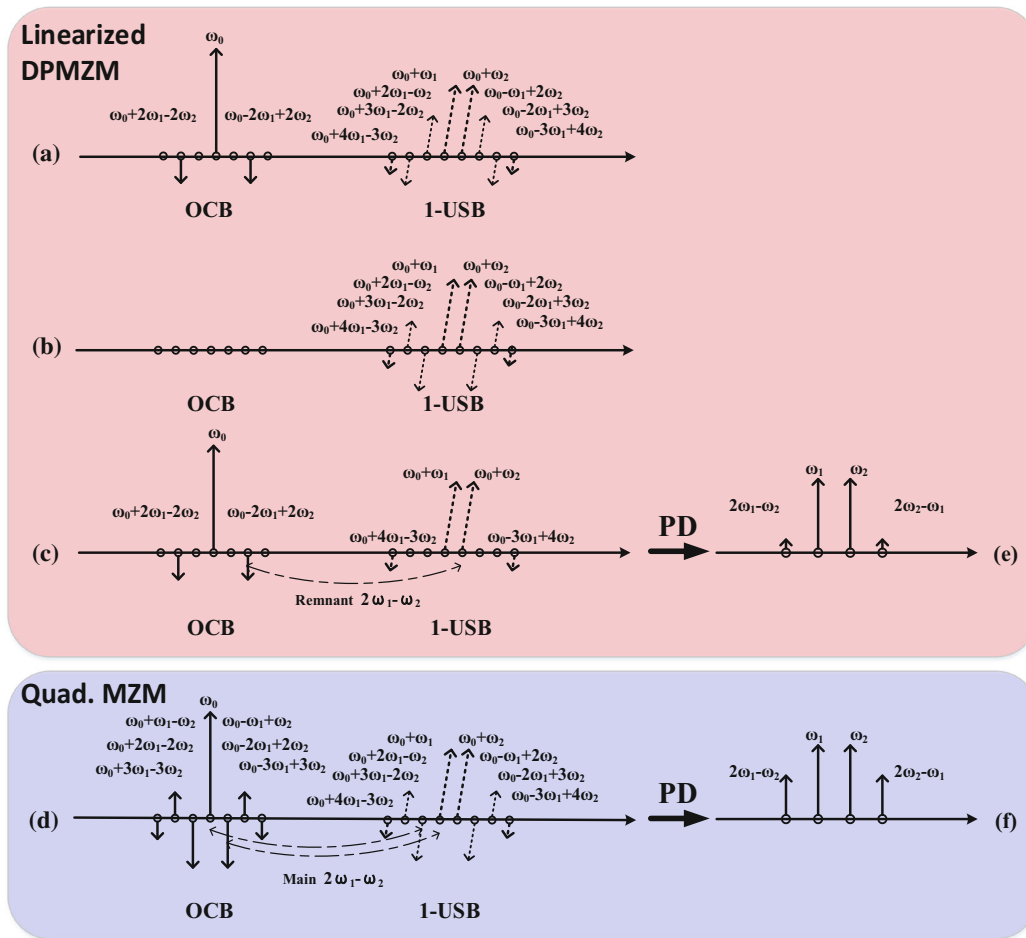 Linearized
DPMZM
ω₀
ω₀+2ω₁-2ω₂ ω₀-2ω₁+2ω₂
ω₀+ω₁ ω₀+ω₂
ω₀+2ω₁-ω₂ ω₀-ω₁+2ω₂
ω₀+3ω₁-2ω₂ ω₀-2ω₁+3ω₂
ω₀+4ω₁-3ω₂ ω₀-3ω₁+4ω₂
(a)
OCB 1-USB
ω₀+ω₁ ω₀+ω₂
ω₀+2ω₁-ω₂ ω₀-ω₁+2ω₂
ω₀+3ω₁-2ω₂ ω₀-2ω₁+3ω₂
ω₀+4ω₁-3ω₂ ω₀-3ω₁+4ω₂
(b)
OCB 1-USB
ω₀
ω₀+2ω₁-2ω₂ ω₀-2ω₁+2ω₂
ω₀+ω₁ ω₀+ω₂
ω₀+4ω₁-3ω₂ ω₀-3ω₁+4ω₂
(c)
Remnant 2ω₁-ω₂
OCB 1-USB
PD
ω₁ ω₂
2ω₁-ω₂ 2ω₂-ω₁
(e)
Quad. MZM
ω₀
ω₀+ω₁-ω₂ ω₀-ω₁+ω₂
ω₀+2ω₁-2ω₂ ω₀-2ω₁+2ω₂
ω₀+3ω₁-3ω₂ ω₀-3ω₁+3ω₂
ω₀+ω₁ ω₀+ω₂
ω₀+2ω₁-ω₂ ω₀-ω₁+2ω₂
ω₀+3ω₁-2ω₂ ω₀-2ω₁+3ω₂
ω₀+4ω₁-3ω₂ ω₀-3ω₁+4ω₂
(d)
Main 2ω₁-ω₂
OCB 1-USB
PD
ω₁ ω₂
2ω₁-ω₂ 2ω₂-ω₁
(f)